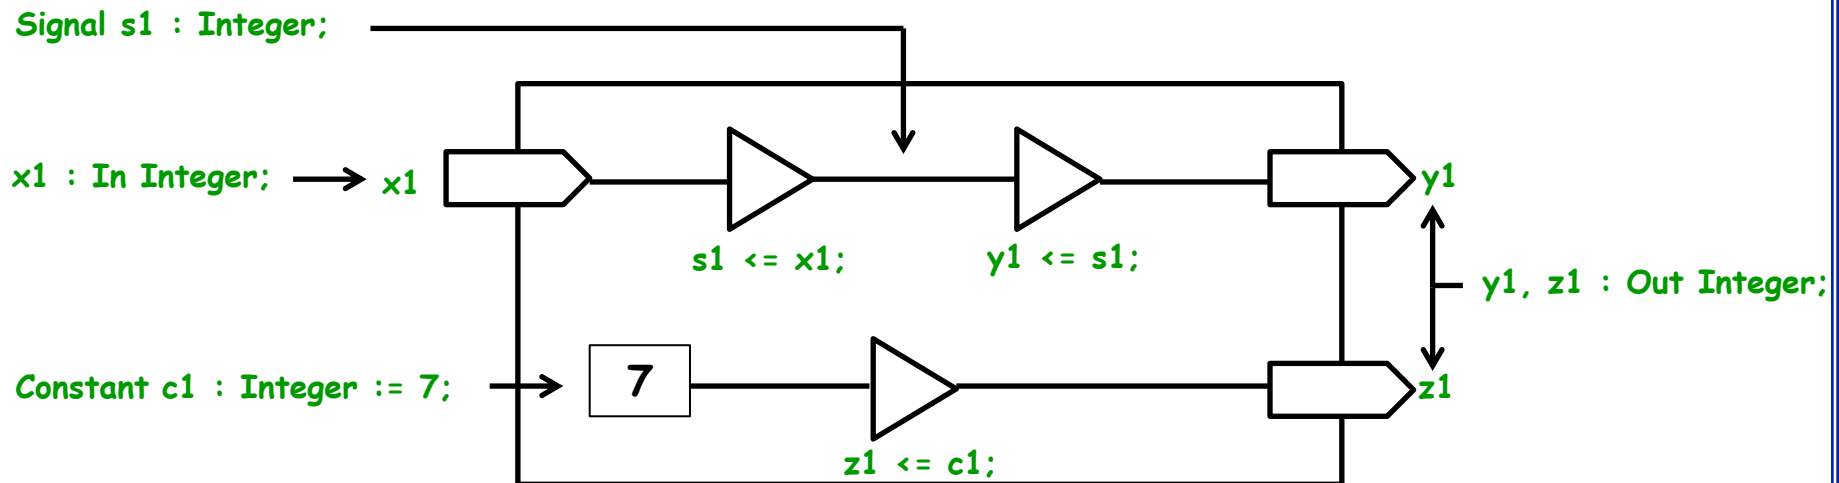 Signal s1 : Integer;
x1 : In Integer;
x1
y1
s1 <= x1;
y1 <= s1;
y1, z1 : Out Integer;
Constant c1 : Integer := 7;
7
z1
z1 <= c1;